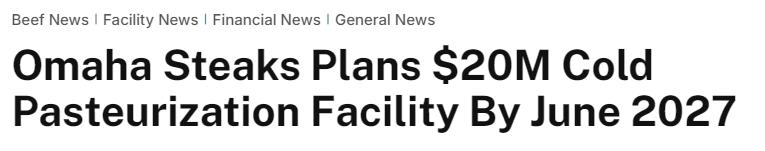 Beef News | Facility News | Financial News | General News
Omaha Steaks Plans $20M Cold
Pasteurization Facility By June 2027